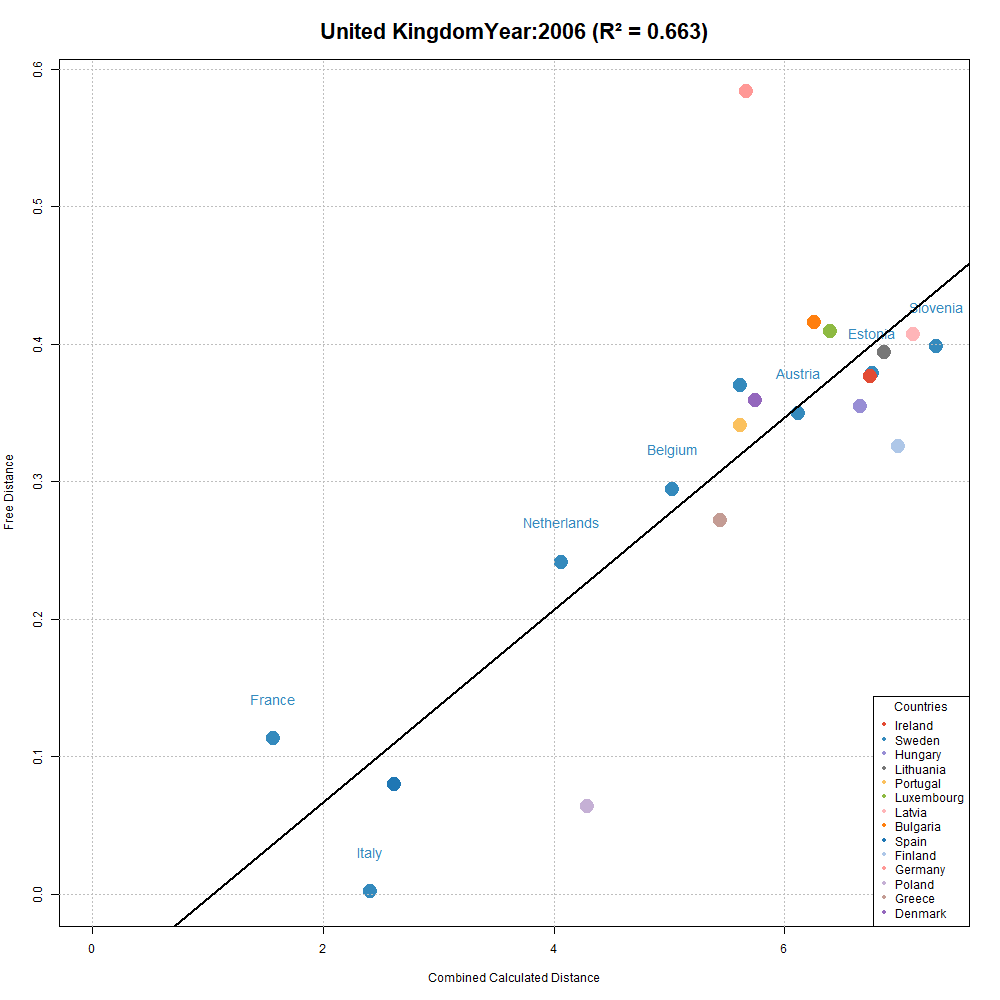 United KingdomYear:2006 (R² = 0.663)
0.6
0.5
0.4
0.3
0.2
0.1
0.0
Free Distance
Slovenia
Estonia
Austria
Belgium
Netherlands
France
Italy
Countries
Ireland
Sweden
Hungary
Lithuania
Portugal
Luxembourg
Latvia
Bulgaria
Spain
Finland
Germany
Poland
Greece
Denmark
0 2 4 6
Combined Calculated Distance